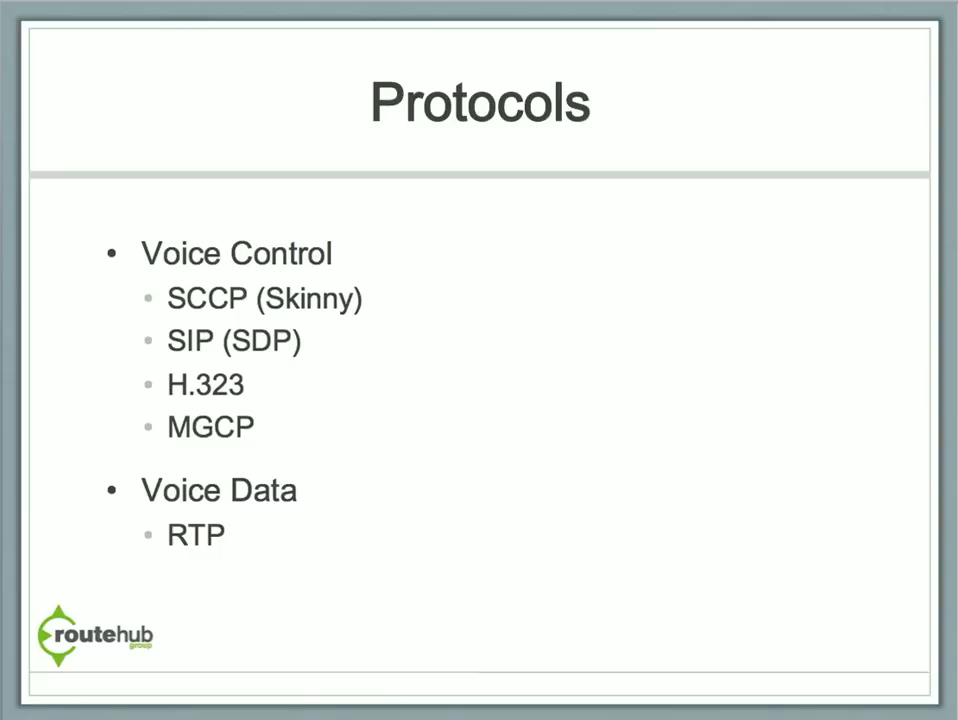 Protocols
• Voice Control
• SCCP (Skinny)
• SIP (SDP)
• H.323
• MGCP
• Voice Data
• RTP
routehub
group